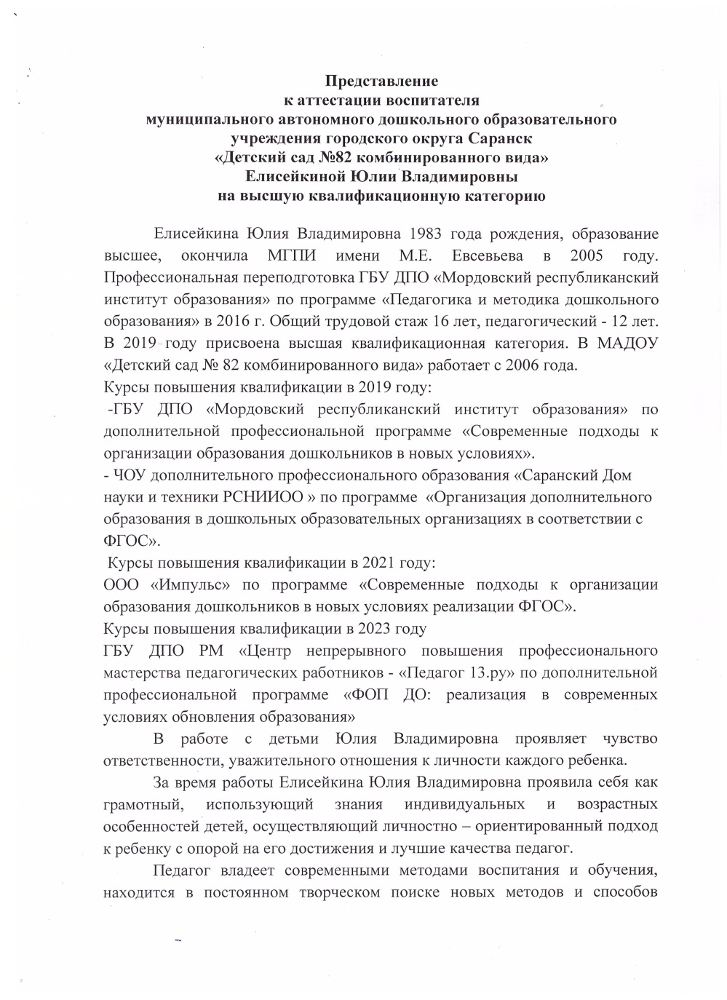 Представление
к аттестации воспитателя
муниципального автономного дошкольного образовательного
учреждения городского округа Саранск
«Детский сад №82 комбинированного вида»
Елисейкиной Юлии Владимировны
на высшую квалификационную категорию
Елисейкина Юлия Владимировна 1983 года рождения, образование
высшее, окончила МГПИ имени М.Е. Евсевьева в 2005 году.
Профессиональная переподготовка ГБУ ДПО «Мордовский республиканский
институт образования» по программе «Педагогика и методика дошкольного
образования» в 2016 г. Общий трудовой стаж 16 лет, педагогический - 12 лет.
В 2019 году присвоена высшая квалификационная категория. В МАДОУ
«Детский сад № 82 комбинированного вида» работает с 2006 года.
Курсы повышения квалификации в 2019 году:
-ГБУ ДПО «Мордовский республиканский институт образования» по
дополнительной профессиональной программе «Современные подходы к
организации образования дошкольников в новых условиях».
- ЧОУ дополнительного профессионального образования «Саранский Дом
науки и техники РСНИИОО » по программе «Организация дополнительного
образования в дошкольных образовательных организациях в соответствии с
ФГОС».
Курсы повышения квалификации в 2021 году:
ООО «Импульс» по программе «Современные подходы к организации
образования дошкольников в новых условиях реализации ФГОС».
Курсы повышения квалификации в 2023 году
ГБУ ДПО РМ «Центр непрерывного повышения профессионального
мастерства педагогических работников - «Педагог 13.ру» по дополнительной
профессиональной программе «ФОП ДО: реализация в современных
условиях обновления образования»
В работе с детьми Юлия Владимировна проявляет чувство
ответственности, уважительного отношения к личности каждого ребенка.
За время работы Елисейкина Юлия Владимировна проявила себя как
грамотный, использующий знания индивидуальных и возрастных
особенностей детей, осуществляющий личностно – ориентированный подход
к ребенку с опорой на его достижения и лучшие качества педагог.
Педагог владеет современными методами воспитания и обучения,
находится в постоянном творческом поиске новых методов и способов